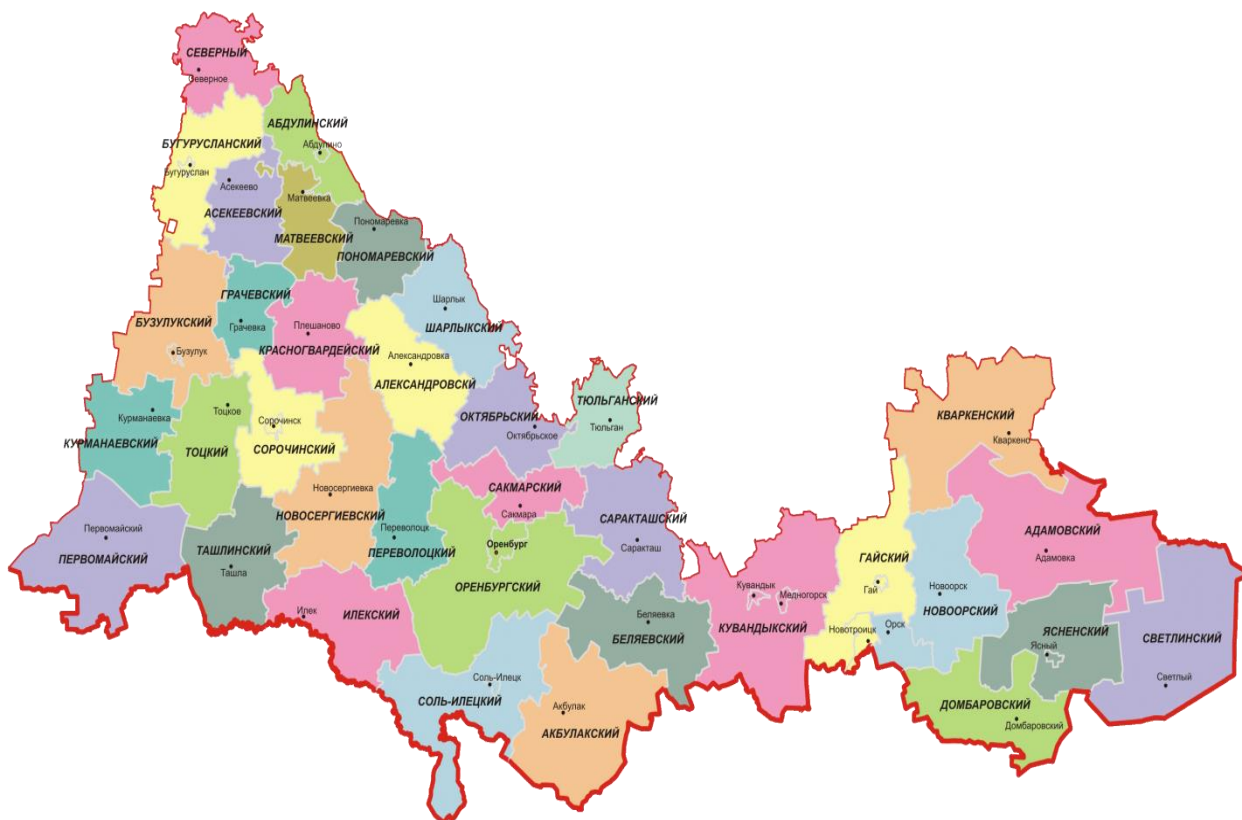 СЕВЕРНЫЙ
Северное
АБДУЛИНСКИЙ
БУГУРУСЛАНСКИЙ
Абдулино
Бугуруслан
Асекеево
Матвеевка
АСЕКЕЕВСКИЙ
Пономаревка
МАТВЕЕВСКИЙ
ПОНОМАРЕВСКИЙ
ГРАЧЕВСКИЙ
Шарлык
БУЗУЛУКСКИЙ
Грачевка
Плешаново
ШАРЛЫКСКИЙ
Бузулук
КРАСНОГВАРДЕЙСКИЙ
Александровка
АЛЕКСАНДРОВСКИЙ
ТЮЛЬГАНСКИЙ
Курманаевка
Тоцкое
Сорочинск
ОКТЯБРЬСКИЙ
Октябрьское
Тюльган
КВАРКЕНСКИЙ
Кваркено
КУРМАНАЕВСКИЙ
ТОЦКИЙ
СОРОЧИНСКИЙ
САКМАРСКИЙ
Новосергиевка
Сакмара
НОВОСЕРГИЕВСКИЙ
САРАКТАШСКИЙ
Первомайский
Переволоцк
Оренбург
Саракташ
АДАМОВСКИЙ
ПЕРВОМАЙСКИЙ
ТАШЛИНСКИЙ
ПЕРЕВОЛОЦКИЙ
ГАЙСКИЙ
Адамовка
Ташла
ОРЕНБУРГСКИЙ
Кувандык
Медногорск
Гай
Новоорск
НОВООРСКИЙ
Илек
ИЛЕКСКИЙ
Беляевка
БЕЛЯЕВСКИЙ
КУВАНДЫКСКИЙ
Новотроицк
Орск
ЯСНЕНСКИЙ
Ясный
СВЕТЛИНСКИЙ
Соль-Илецк
СОЛЬ-ИЛЕЦКИЙ
Светлый
Акбулак
АКБУЛАКСКИЙ
ДОМБАРОВСКИЙ
Домбаровский